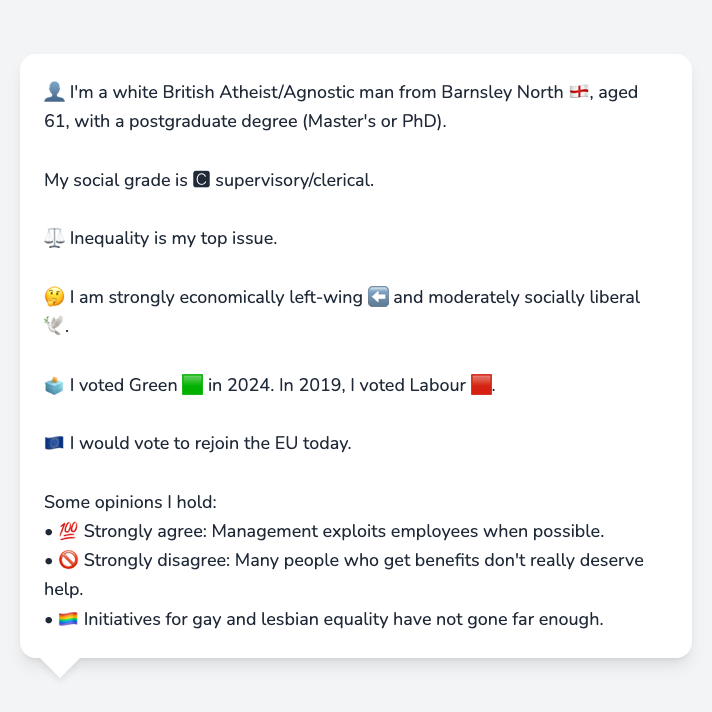 👤 I'm a white British Atheist/Agnostic man from Barnsley North 🏴󠁧󠁢󠁥󠁮󠁧󠁿, aged
61, with a postgraduate degree (Master's or PhD).
My social grade is 🅲 supervisory/clerical.
⚖️ Inequality is my top issue.
🤔 I am strongly economically left-wing ⬅️ and moderately socially liberal
🕊️.
🗳️ I voted Green 🟩 in 2024. In 2019, I voted Labour 🟥.
🇪🇺 I would vote to rejoin the EU today.
Some opinions I hold:
• 💯 Strongly agree: Management exploits employees when possible.
• 🚫 Strongly disagree: Many people who get benefits don't really deserve
help.
• 🏳️‍🌈 Initiatives for gay and lesbian equality have not gone far enough.